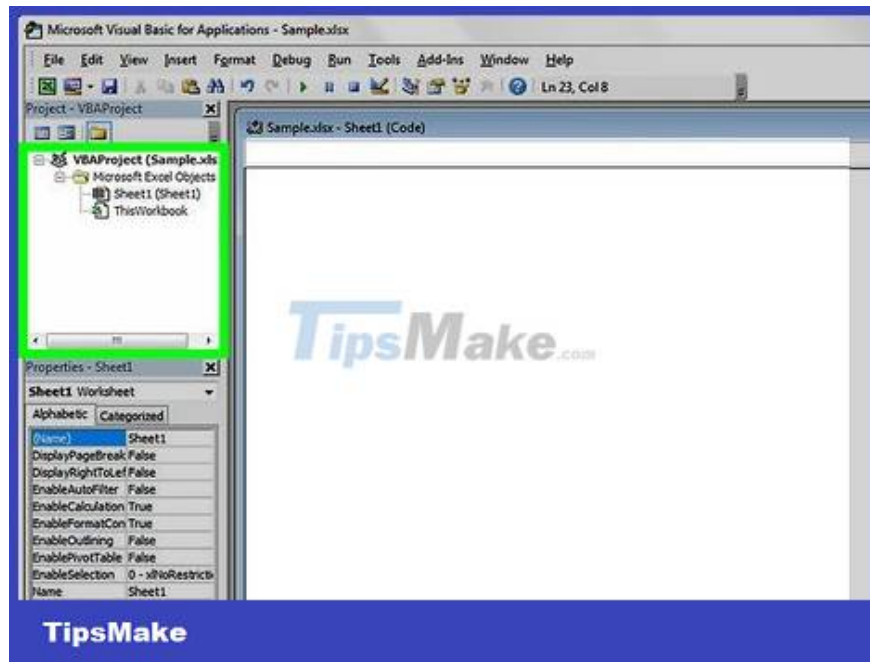 Microsoft Visual Basic for Applications - Sample.xlsx
File Edit View Insert Format Debug Run Tools Add-Ins Window Help
Ln 23, Col 8
Project - VBAProject
Sample.xlsx - Sheet1 (Code)
VBAProject (Sample.xls
Microsoft Excel Objects
Sheet1 (Sheet1)
ThisWorkbook
TipsMake.com
Properties - Sheet1
Sheet1 Worksheet
Alphabetic Categorized
(Name) Sheet1
DisplayPageBreak False
DisplayRightToLef False
EnableAutoFilter False
EnableCalculation True
EnableFormatCon True
EnableOutlining False
EnablePivotTable False
EnableSelection 0 - xlNoRestricti
Name Sheet1
TipsMake